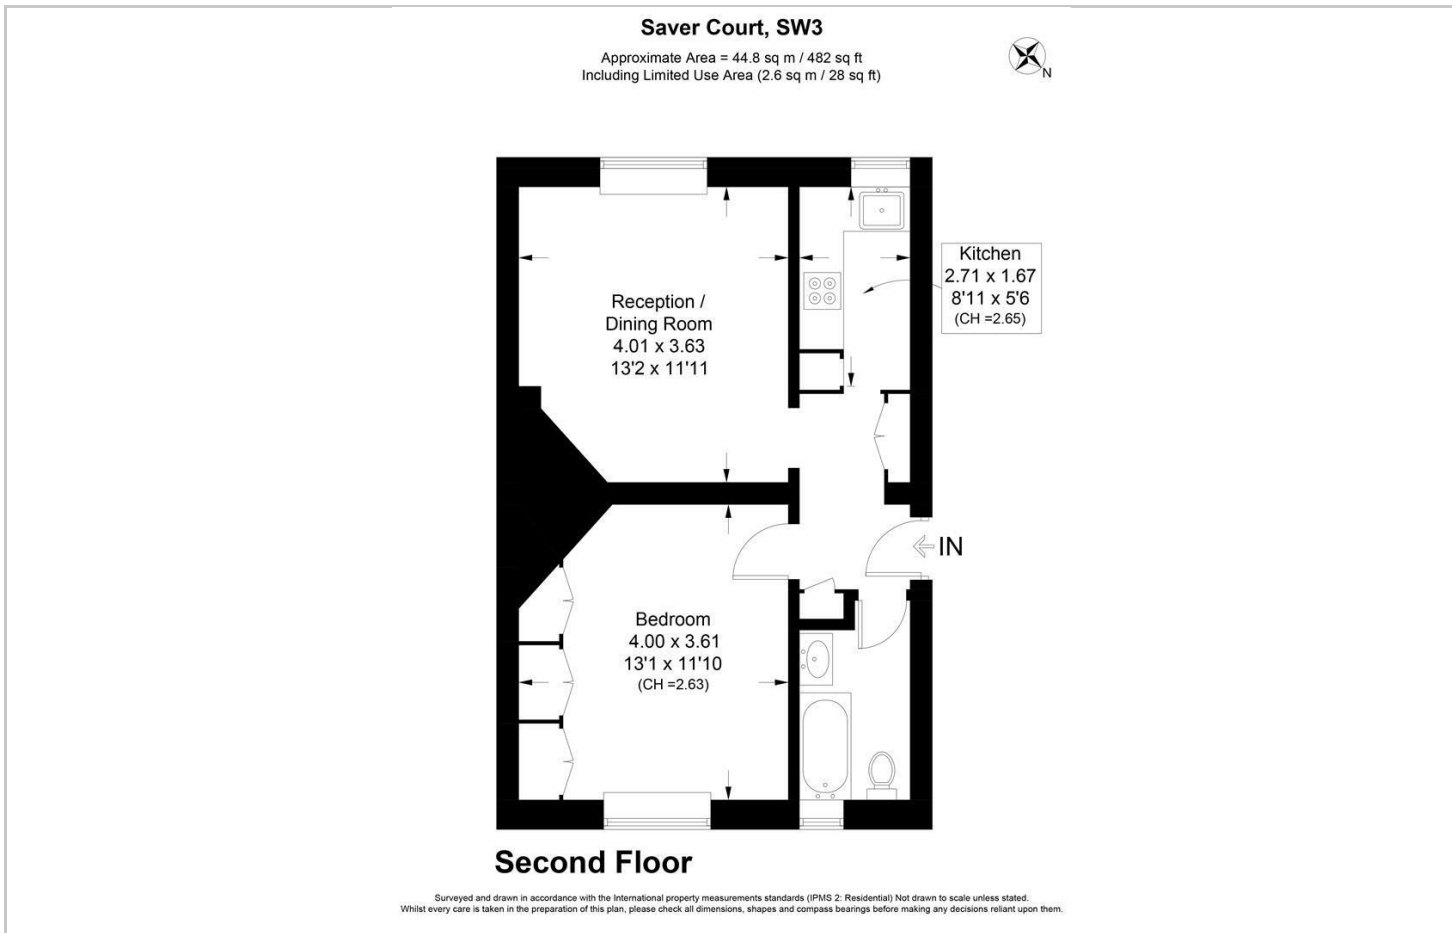 Saver Court, SW3
Approximate Area = 44.8 sq m / 482 sq ft
Including Limited Use Area (2.6 sq m / 28 sq ft)
N
Kitchen
2.71 x 1.67
8'11 x 5'6
(CH =2.65)
Reception /
Dining Room
4.01 x 3.63
13'2 x 11'11
IN
Bedroom
4.00 x 3.61
13'1 x 11'10
(CH =2.63)
Second Floor
Surveyed and drawn in accordance with the International property measurements standards (IPMS 2: Residential) Not drawn to scale unless stated.
Whilst every care is taken in the preparation of this plan, please check all dimensions, shapes and compass bearings before making any decisions reliant upon them.